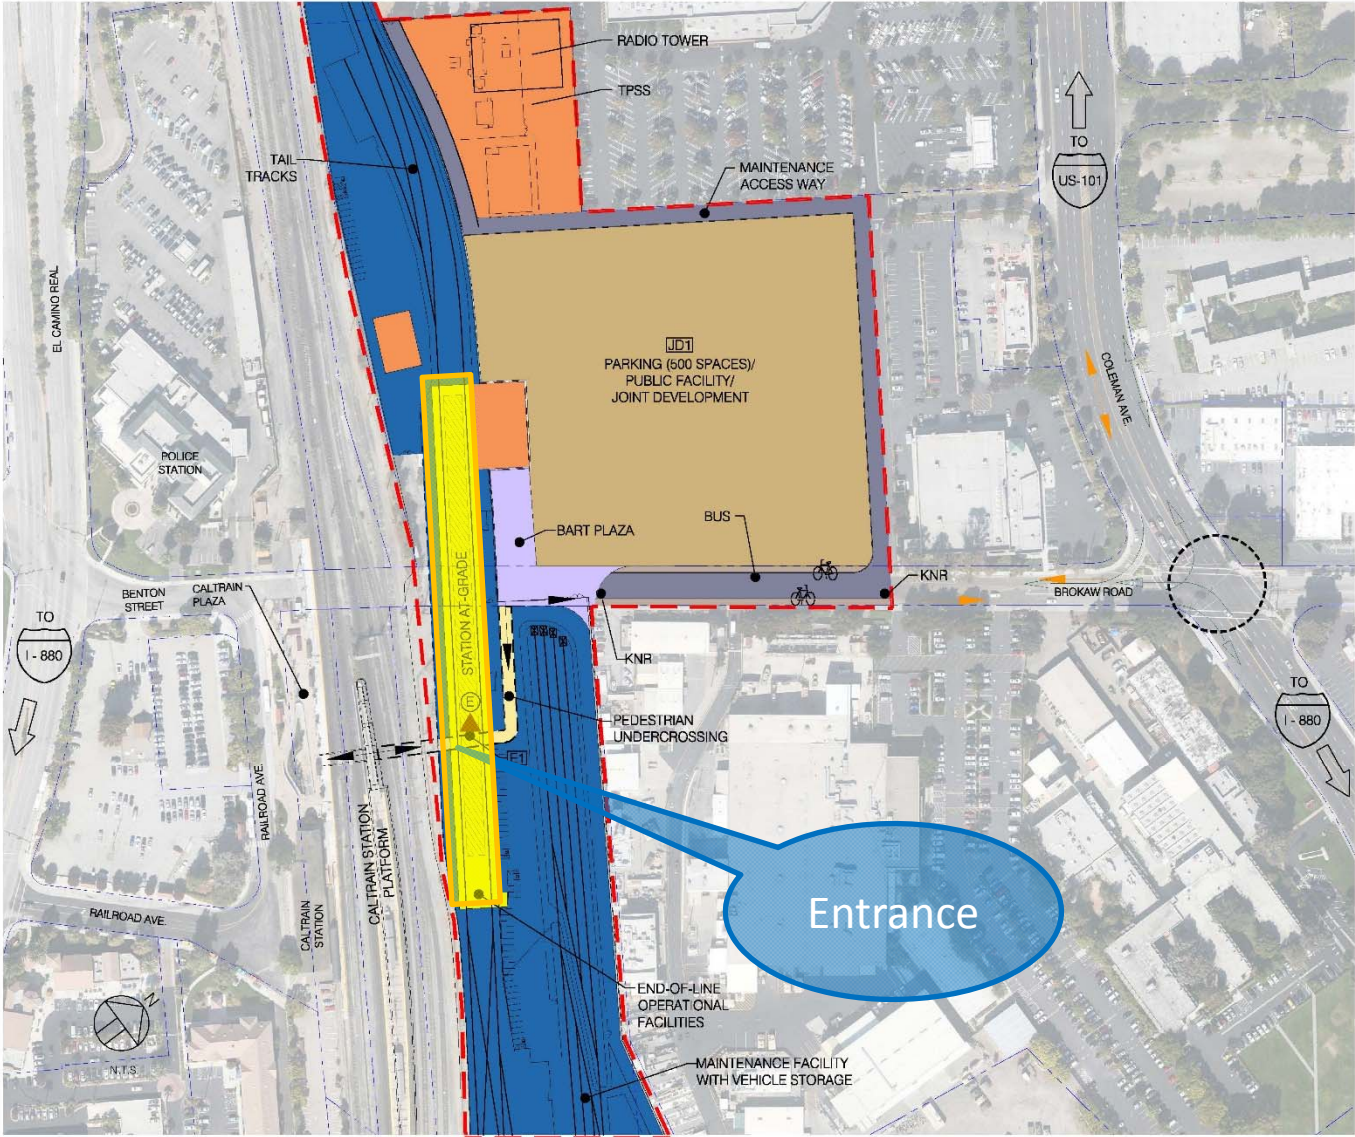 RADIO TOWER
TPSS
TAIL
TRACKS
MAINTENANCE
ACCESS WAY
TO
US-101
EL CAMINO REAL
JD1
PARKING (500 SPACES)/
PUBLIC FACILITY/
JOINT DEVELOPMENT
COLEMAN AVE.
POLICE
STATION
BART PLAZA
BUS
STATION AT-GRADE
KNR
BROKAW ROAD
BENTON
STREET
CALTRAIN
PLAZA
TO
I - 880
KNR
TO
I - 880
E
PEDESTRIAN
UNDERCROSSING
E1
RAILROAD AVE.
CALTRAIN STATION
PLATFORM
Entrance
RAILROAD AVE.
CALTRAIN
STATION
END-OF-LINE
OPERATIONAL
FACILITIES
N
N.T.S
MAINTENANCE FACILITY
WITH VEHICLE STORAGE